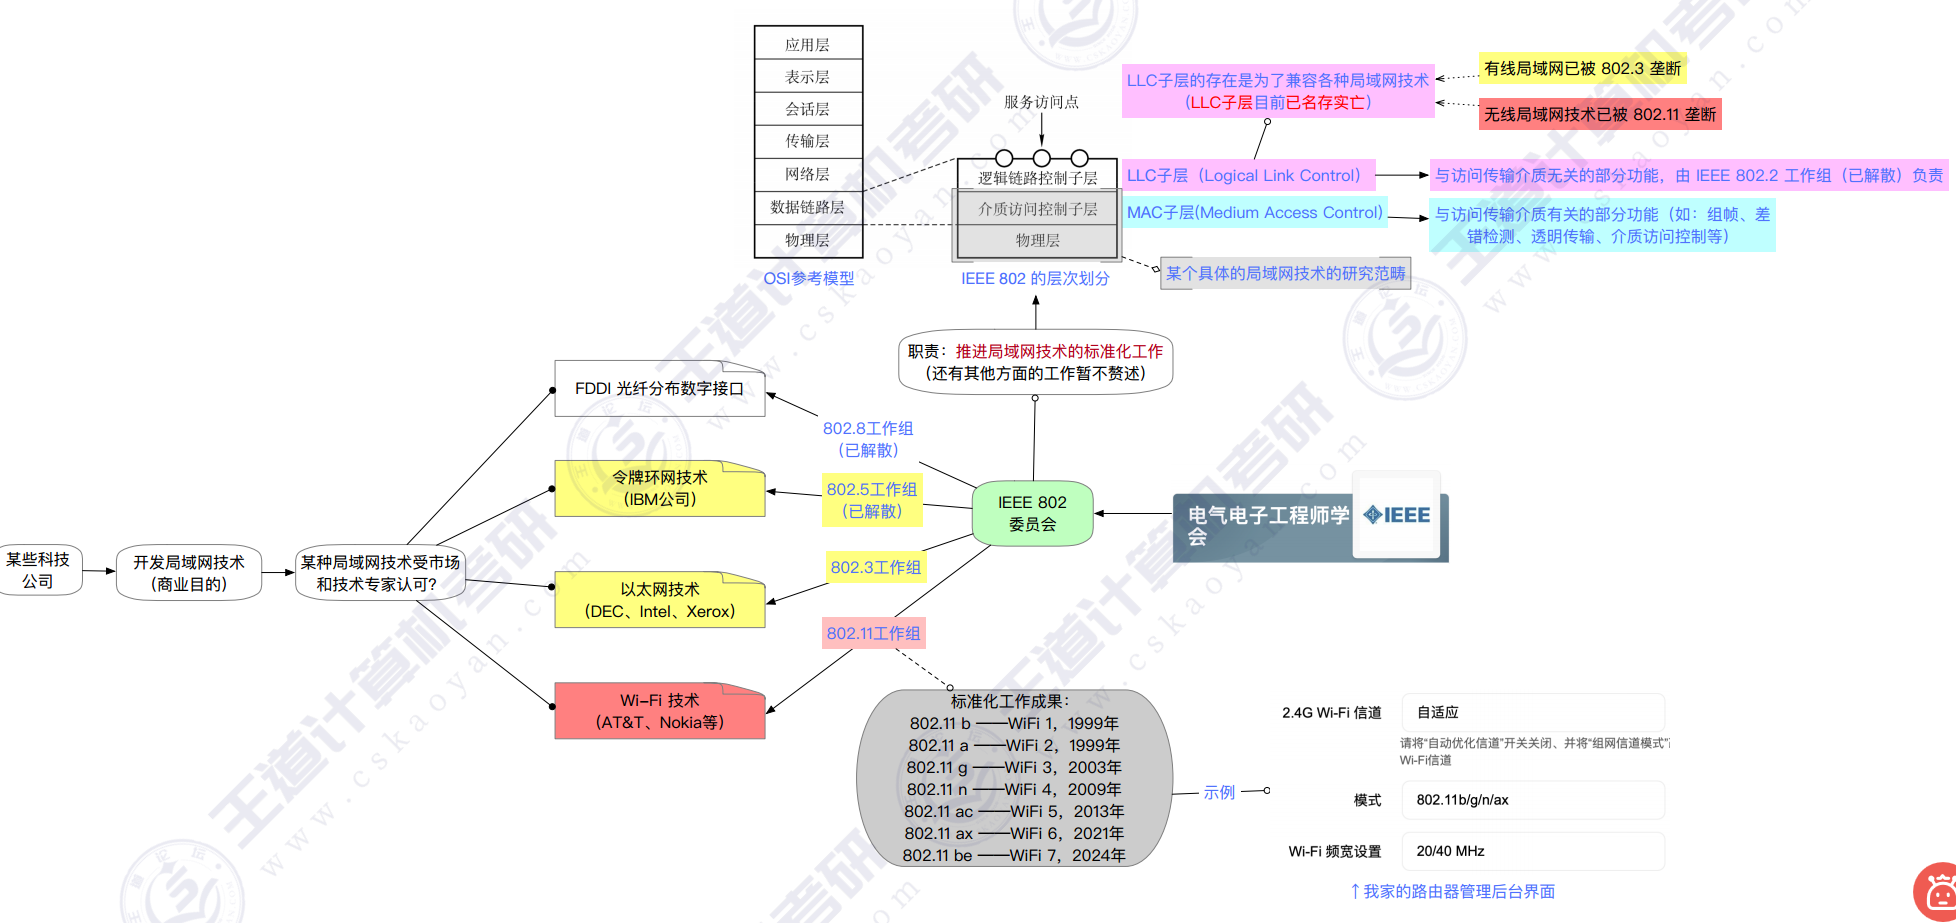 应用层
表示层
会话层
传输层
网络层
数据链路层
物理层
OSI参考模型
服务访问点
逻辑链路控制子层
介质访问控制子层
物理层
IEEE 802 的层次划分
LLC子层的存在是为了兼容各种局域网技术
（LLC子层目前已名存实亡）
有线局域网已被 802.3 垄断
无线局域网技术已被 802.11 垄断
LLC子层（Logical Link Control）
与访问传输介质无关的部分功能，由 IEEE 802.2 工作组（已解散）负责
MAC子层(Medium Access Control)
与访问传输介质有关的部分功能（如：组帧、差
错检测、透明传输、介质访问控制等）
某个具体的局域网技术的研究范畴
职责：推进局域网技术的标准化工作
（还有其他方面的工作暂不赘述）
FDDI 光纤分布数字接口
802.8工作组
（已解散）
令牌环网技术
（IBM公司）
802.5工作组
（已解散）
IEEE 802
委员会
电气电子工程师学
会
IEEE
某些科技
公司
开发局域网技术
（商业目的）
某种局域网技术受市场
和技术专家认可？
以太网技术
（DEC、Intel、Xerox）
802.3工作组
802.11工作组
Wi-Fi 技术
（AT&T、Nokia等）
标准化工作成果：
802.11 b ——WiFi 1，1999年
802.11 a ——WiFi 2，1999年
802.11 g ——WiFi 3，2003年
802.11 n ——WiFi 4，2009年
802.11 ac ——WiFi 5，2013年
802.11 ax ——WiFi 6，2021年
802.11 be ——WiFi 7，2024年
示例
2.4G Wi-Fi 信道
自适应
请将“自动优化信道”开关关闭、并将“组网信道模式”
Wi-Fi信道
模式
802.11b/g/n/ax
Wi-Fi 频宽设置
20/40 MHz
↑我家的路由器管理后台界面
王道计算机考研
www.cskaoyan.com